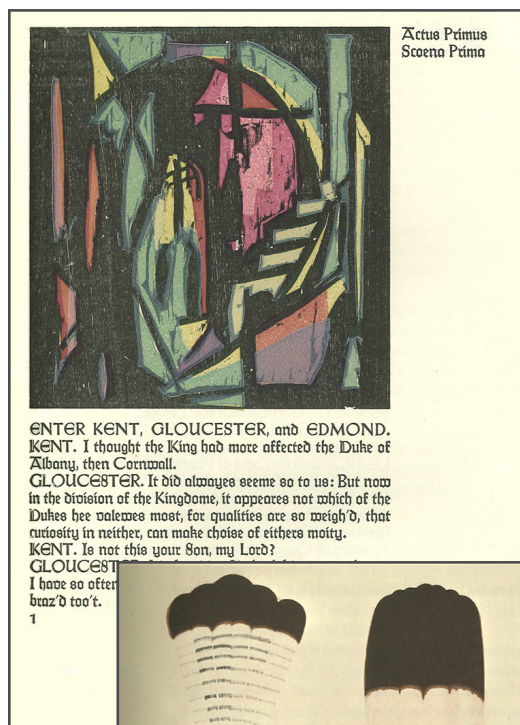 Actus Primus
Scoena Prima
ENTER KENT, GLOUCESTER, and EDMOND.
KENT. I thought the King had more affected the Duke of
Albany, then Cornwall.
GLOUCESTER. It did alwayes seeme so to us: But now
in the division of the Kingdome, it appeares not which of the
Dukes hee valewes most, for qualities are so weigh'd, that
curiosity in neither, can make choise of eithers moity.
KENT. Is not this your Son, my Lord?
I have so often
braz'd too't.
1